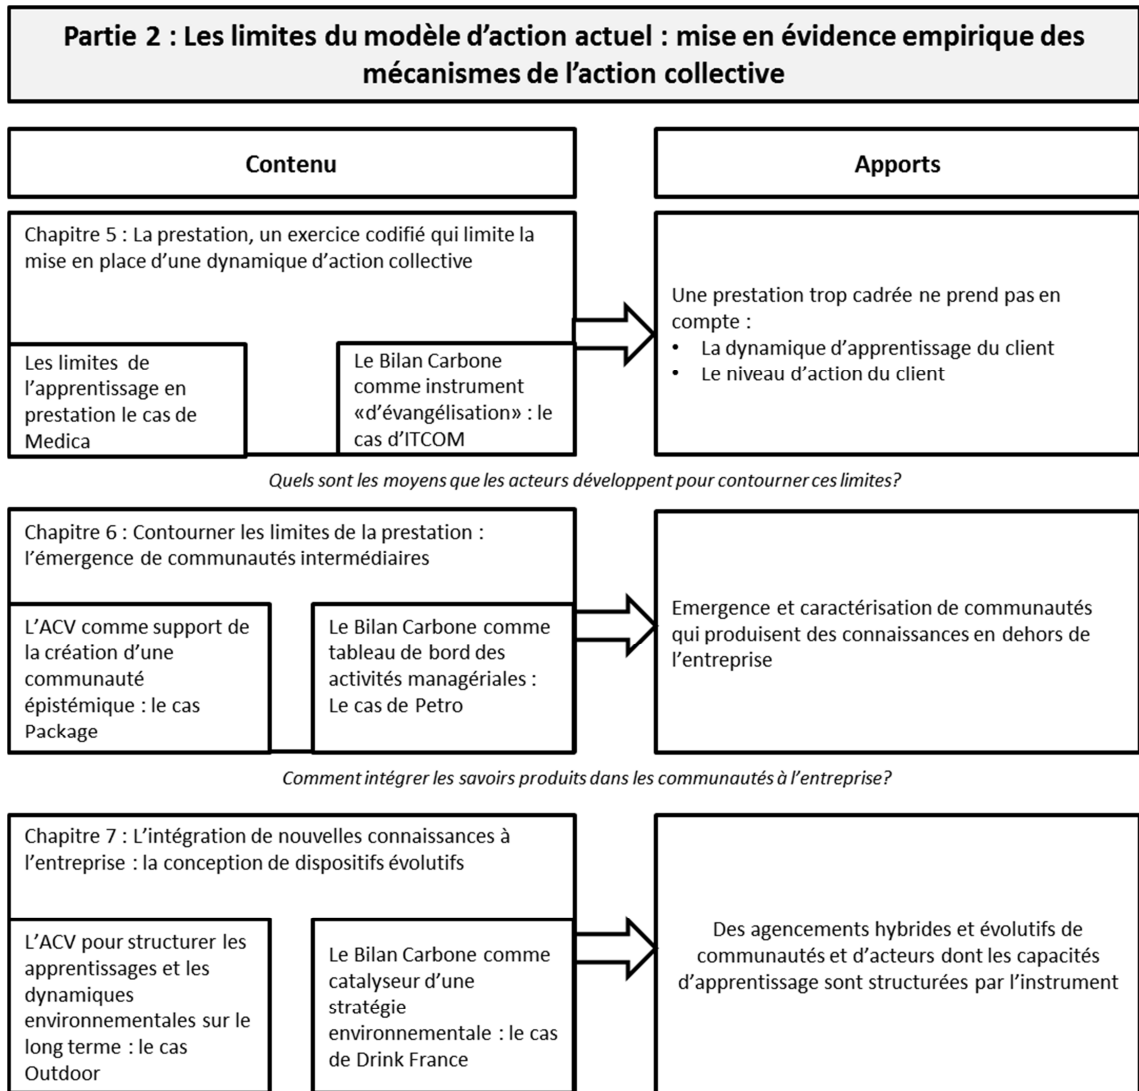 Partie 2 : Les limites du modèle d’action actuel : mise en évidence empirique des
mécanismes de l’action collective
Contenu
Apports
Chapitre 5 : La prestation, un exercice codifié qui limite la
mise en place d’une dynamique d’action collective
Les limites de
l’apprentissage en
prestation le cas de
Medica
Le Bilan Carbone
comme instrument
«d’évangélisation» : le
cas d’ITCOM
Une prestation trop cadrée ne prend pas en
compte :
• La dynamique d’apprentissage du client
• Le niveau d’action du client
Quels sont les moyens que les acteurs développent pour contourner ces limites?
Chapitre 6 : Contourner les limites de la prestation :
l’émergence de communautés intermédiaires
L’ACV comme support de
la création d’une
communauté
épistémique : le cas
Package
Le Bilan Carbone comme
tableau de bord des
activités managériales :
Le cas de Petro
Emergence et caractérisation de communautés
qui produisent des connaissances en dehors de
l’entreprise
Comment intégrer les savoirs produits dans les communautés à l’entreprise?
Chapitre 7 : L’intégration de nouvelles connaissances à
l’entreprise : la conception de dispositifs évolutifs
L’ACV pour structurer les
apprentissages et les
dynamiques
environnementales sur le
long terme : le cas
Outdoor
Le Bilan Carbone comme
catalyseur d’une
stratégie
environnementale : le cas
de Drink France
Des agencements hybrides et évolutifs de
communautés et d’acteurs dont les capacités
d’apprentissage sont structurées par l’instrument